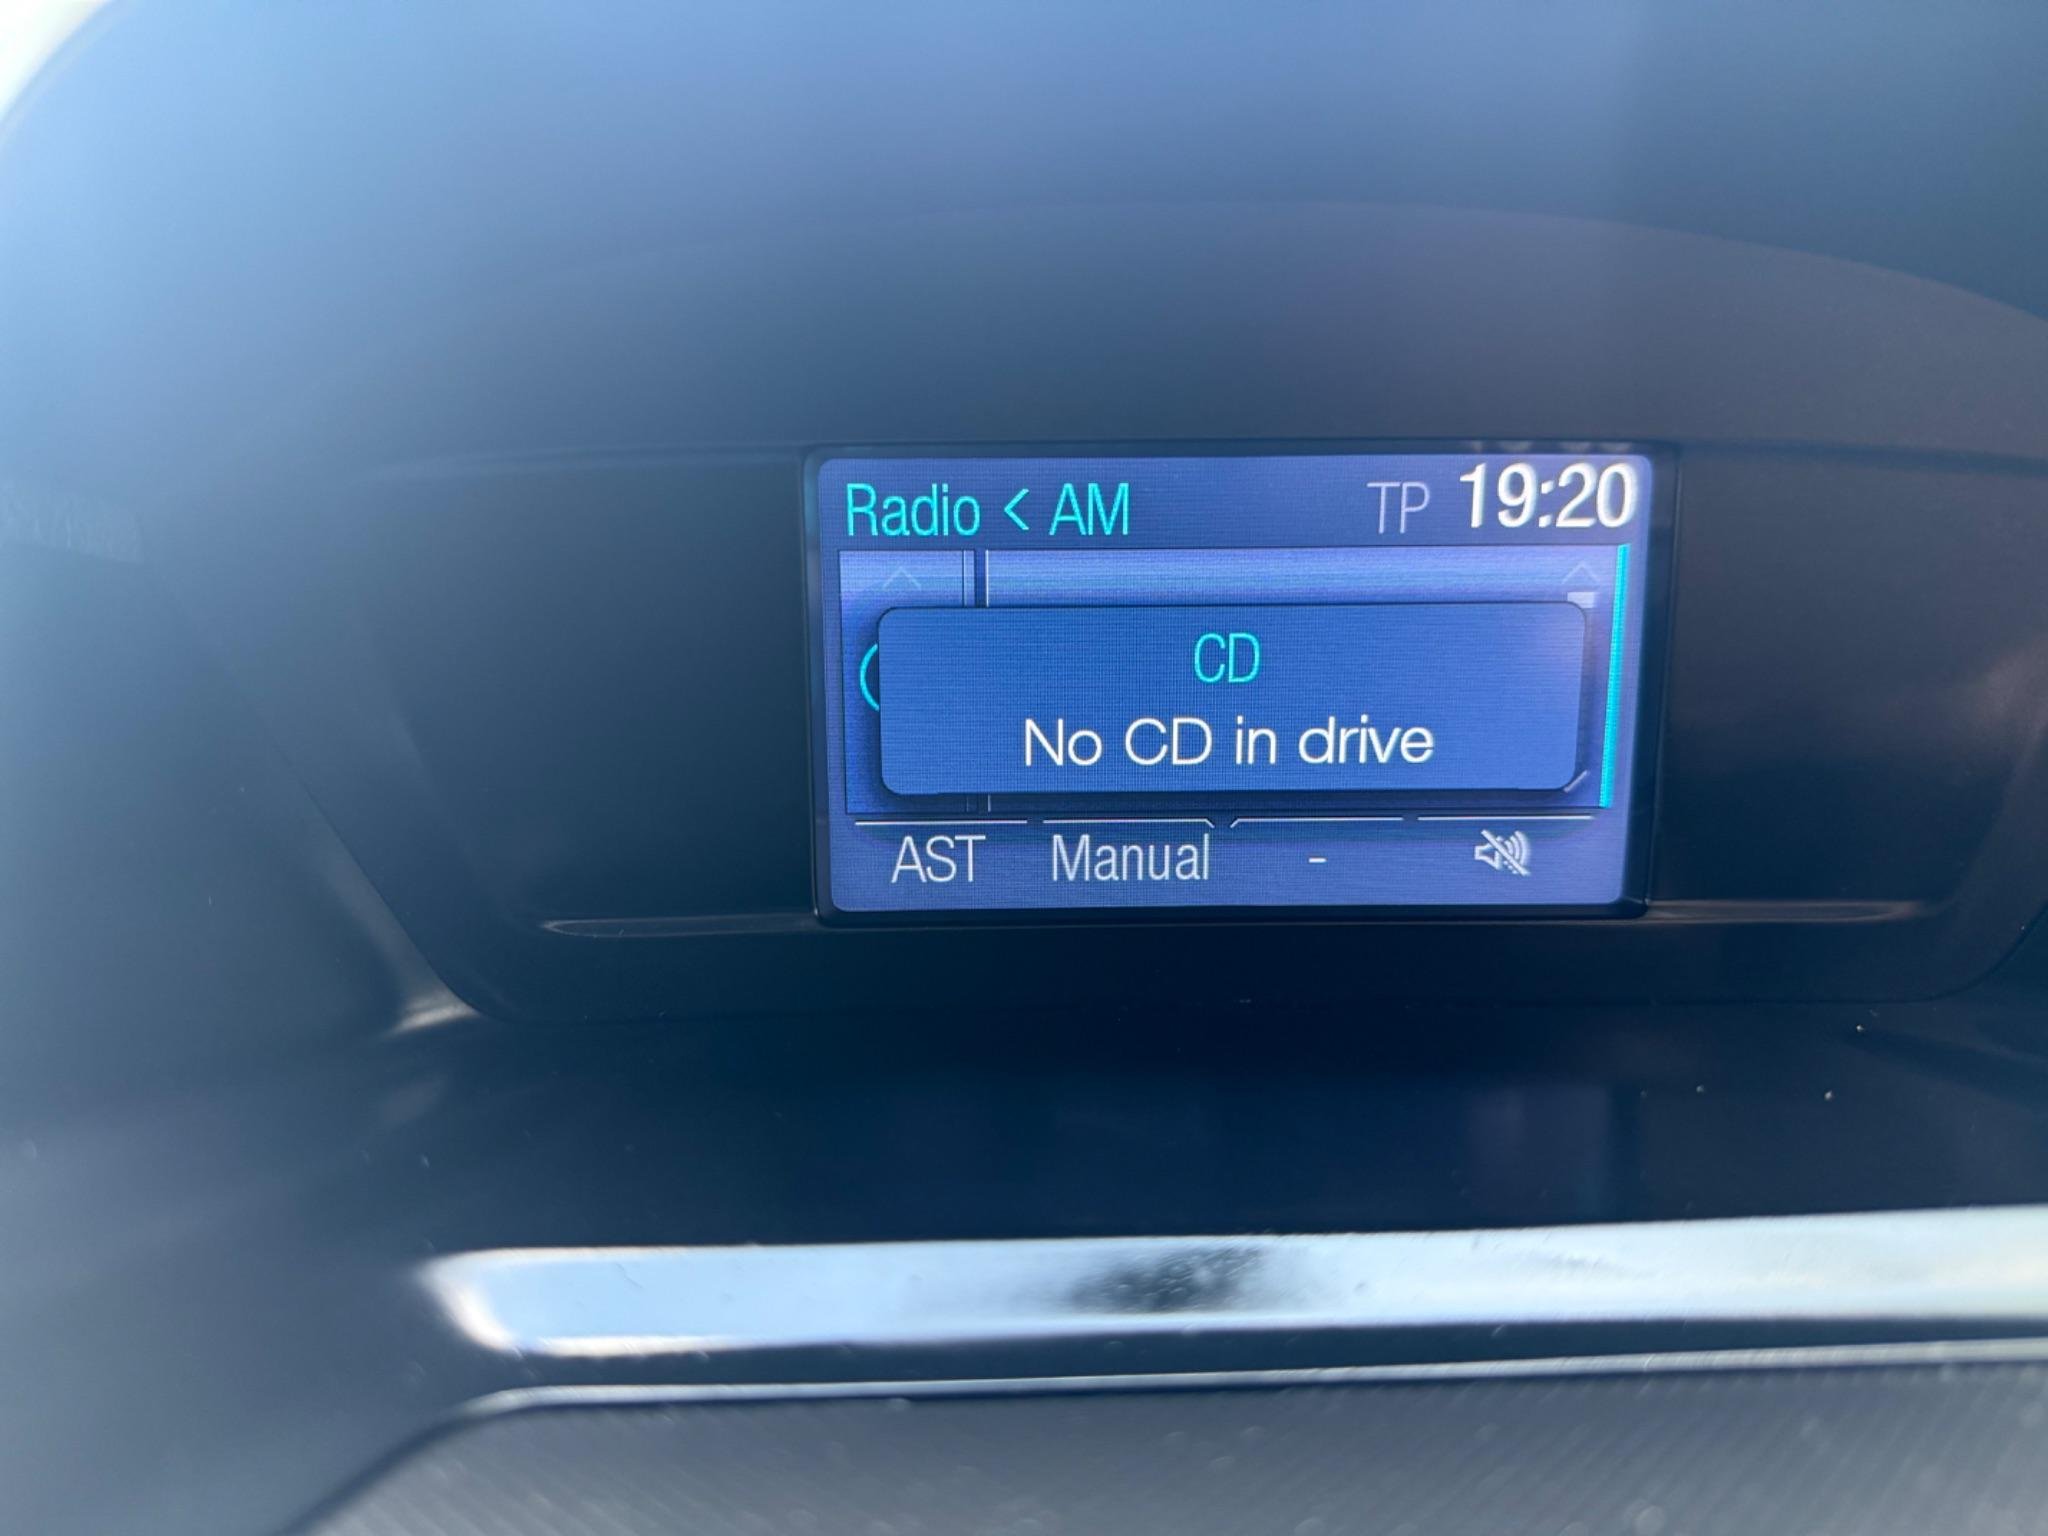 Radio < AM TP 19:20
CD
No CD in drive
AST Manual -